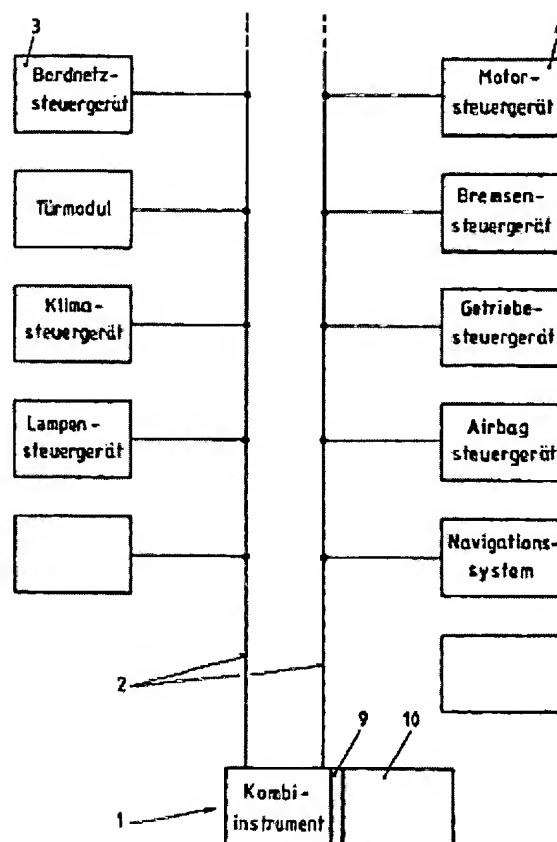 3
Bordnetz-
steuergerät
Türmodul
Klima-
steuergerät
Lampen-
steuergerät
Motor-
steuergerät
Bremsen-
steuergerät
Getriebe-
steuergerät
Airbag
steuergerät
Navigations-
system
2
9
10
1
Kombi-
instrument